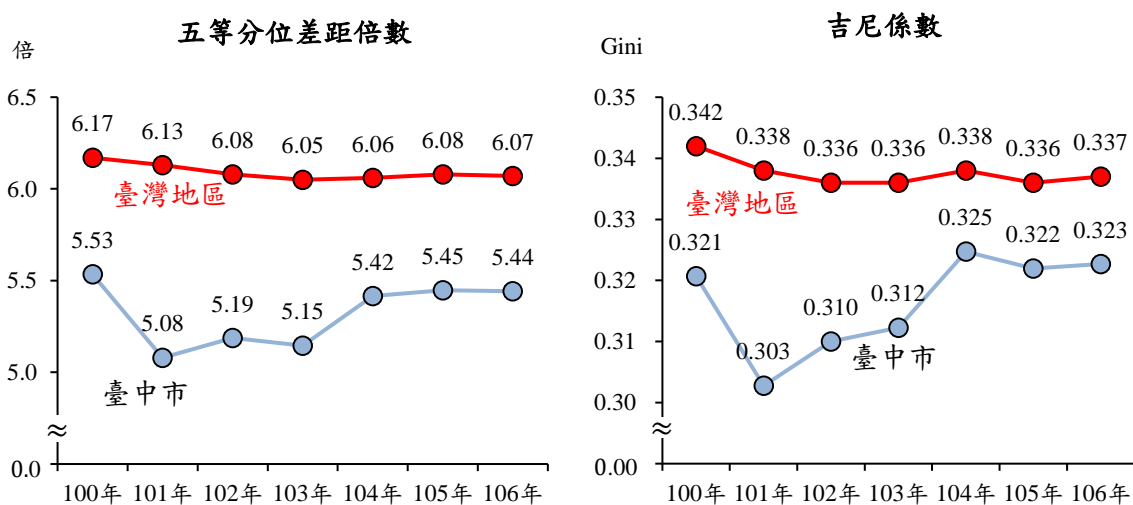 五等分位差距倍數
倍
6.5
6.0
5.5
5.0
0.0
≈
6.17 6.13 6.08 6.05 6.06 6.08 6.07
臺灣地區
5.53 5.08 5.19 5.15 5.42 5.45 5.44
臺中市
100年 101年 102年 103年 104年 105年 106年
吉尼係數
Gini
0.35
0.34
0.33
0.32
0.31
0.30
0.00
≈
0.342 0.338 0.336 0.336 0.338 0.336 0.337
臺灣地區
0.321 0.303 0.310 0.312 0.325 0.322 0.323
臺中市
100年 101年 102年 103年 104年 105年 106年